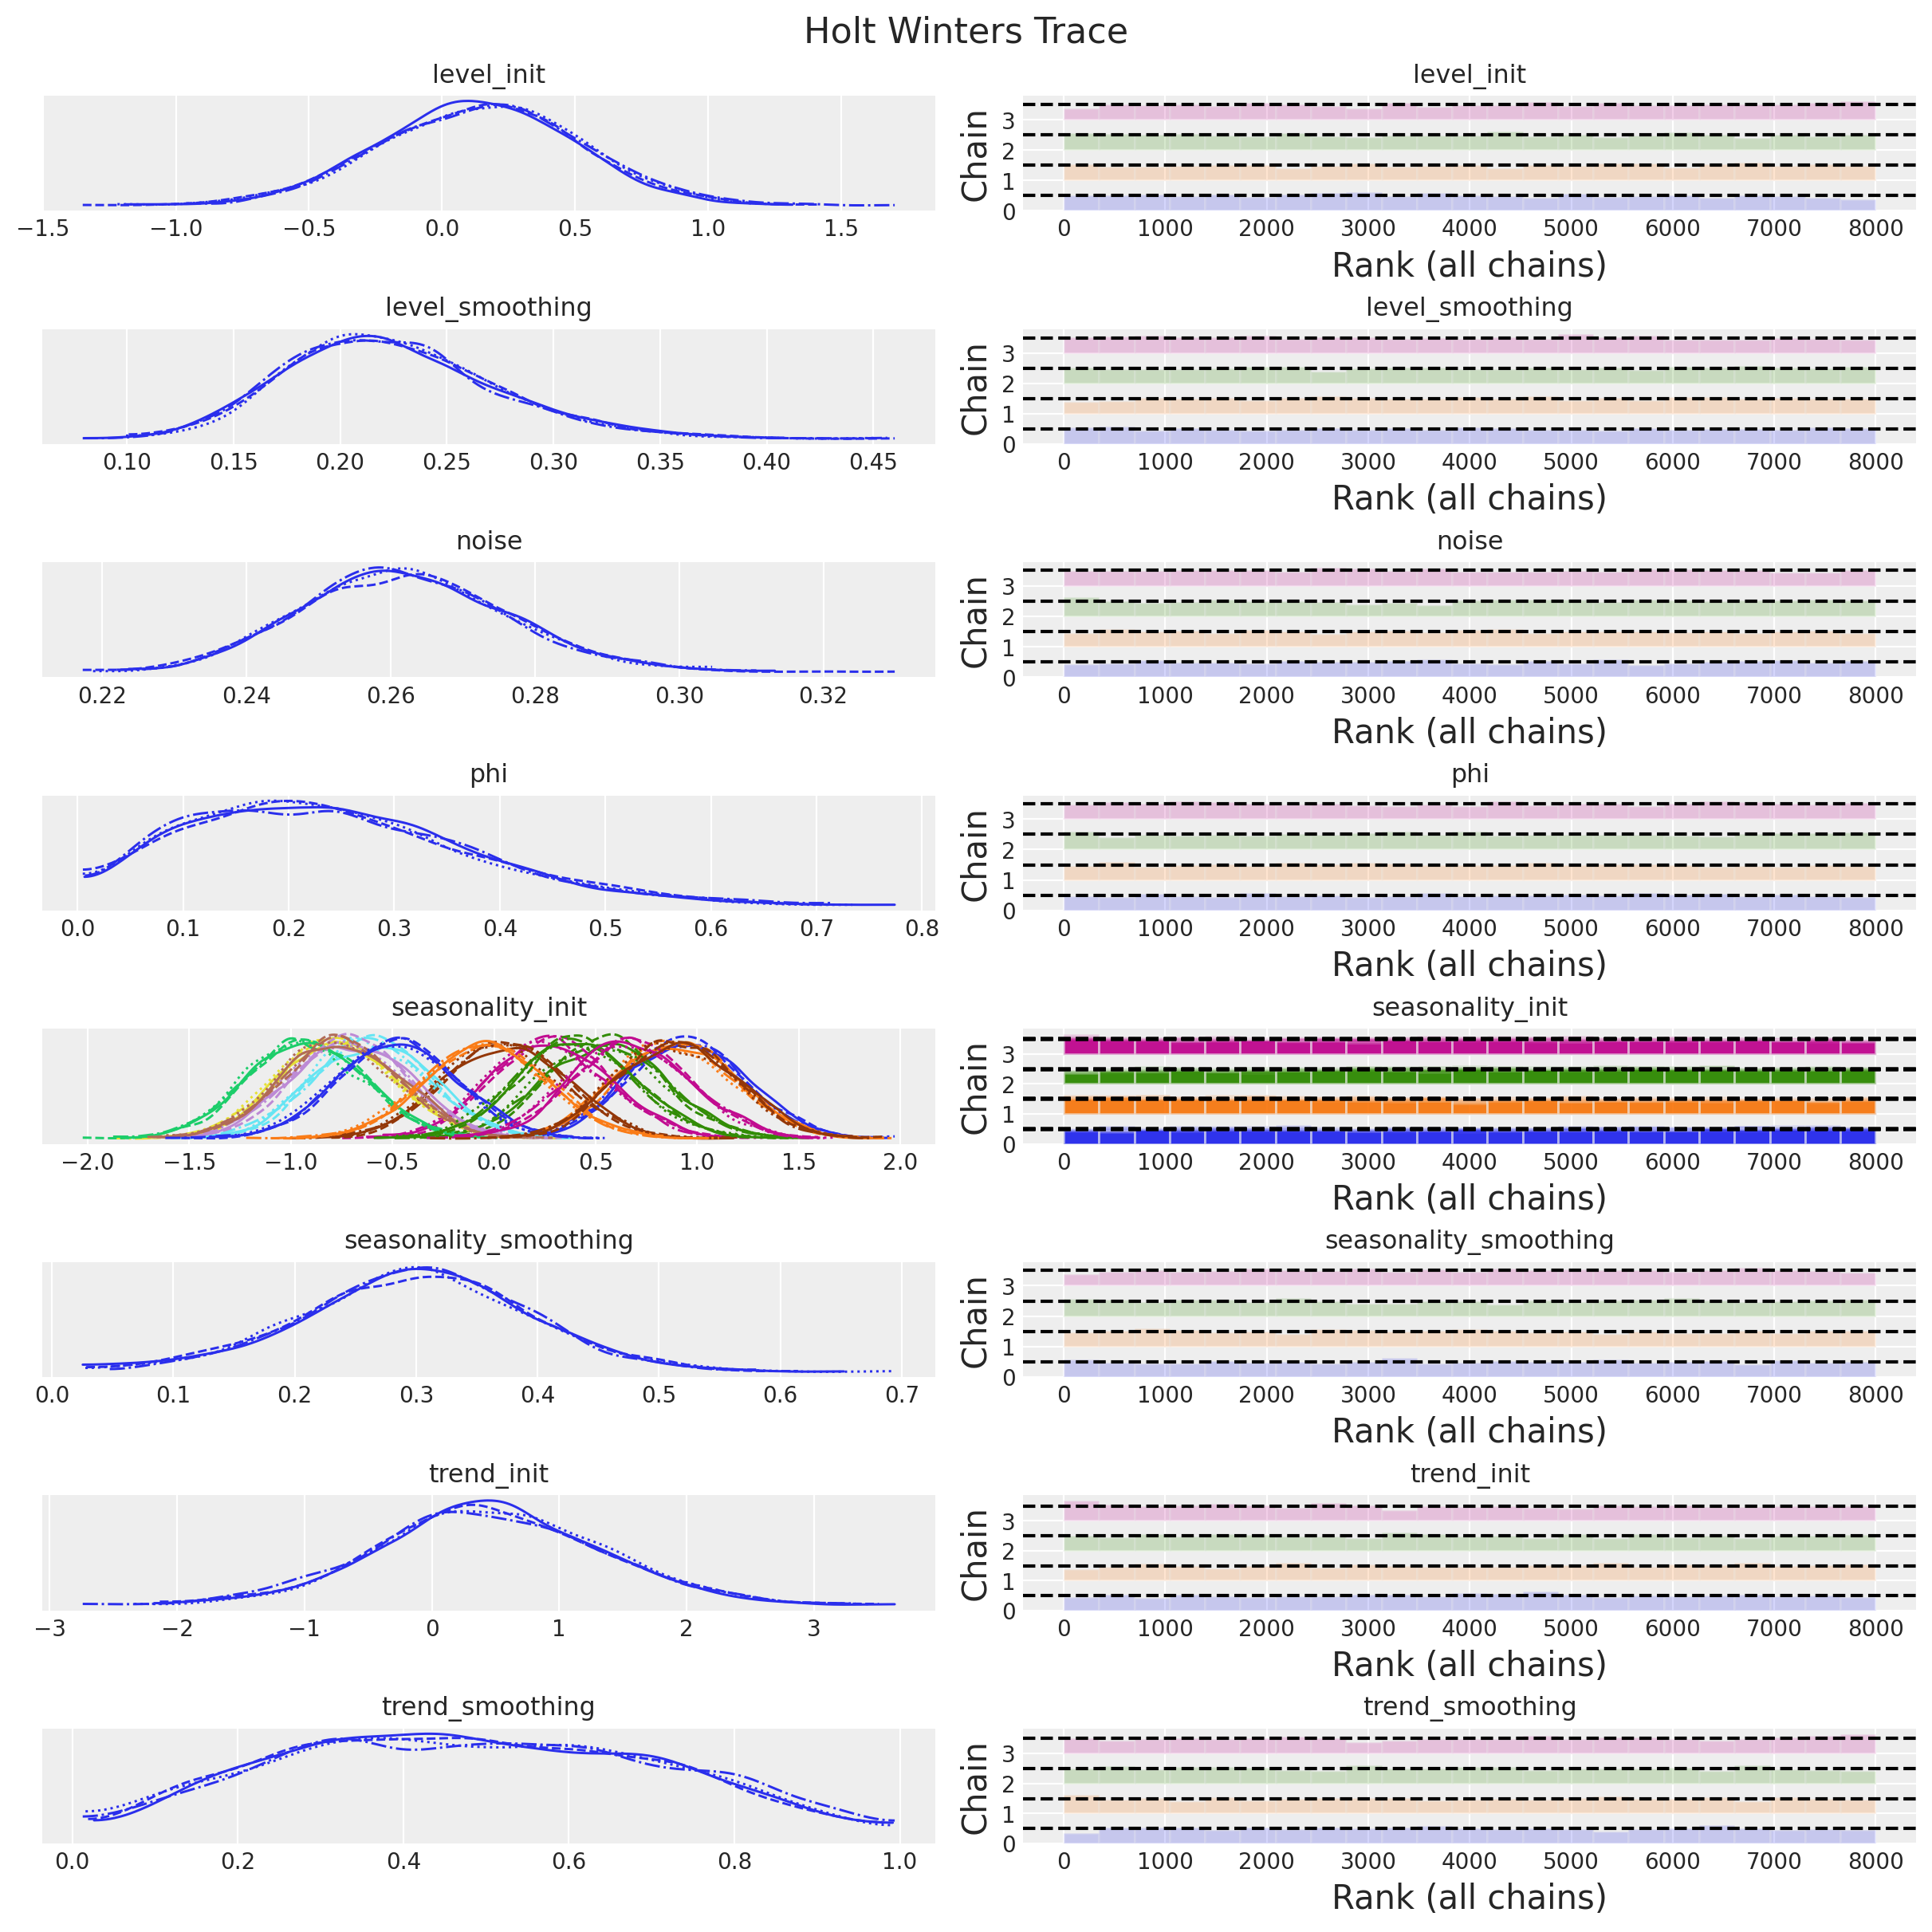 Holt Winters Trace
level_init
−1.5 −1.0 −0.5 0.0 0.5 1.0 1.5
level_init
Chain
3
2
1
0
0 1000 2000 3000 4000 5000 6000 7000 8000
Rank (all chains)
level_smoothing
0.10 0.15 0.20 0.25 0.30 0.35 0.40 0.45
level_smoothing
Chain
3
2
1
0
0 1000 2000 3000 4000 5000 6000 7000 8000
Rank (all chains)
noise
0.22 0.24 0.26 0.28 0.30 0.32
noise
Chain
3
2
1
0
0 1000 2000 3000 4000 5000 6000 7000 8000
Rank (all chains)
phi
0.0 0.1 0.2 0.3 0.4 0.5 0.6 0.7 0.8
phi
Chain
3
2
1
0
0 1000 2000 3000 4000 5000 6000 7000 8000
Rank (all chains)
seasonality_init
−2.0 −1.5 −1.0 −0.5 0.0 0.5 1.0 1.5 2.0
seasonality_init
Chain
3
2
1
0
0 1000 2000 3000 4000 5000 6000 7000 8000
Rank (all chains)
seasonality_smoothing
0.0 0.1 0.2 0.3 0.4 0.5 0.6 0.7
seasonality_smoothing
Chain
3
2
1
0
0 1000 2000 3000 4000 5000 6000 7000 8000
Rank (all chains)
trend_init
−3 −2 −1 0 1 2 3
trend_init
Chain
3
2
1
0
0 1000 2000 3000 4000 5000 6000 7000 8000
Rank (all chains)
trend_smoothing
0.0 0.2 0.4 0.6 0.8 1.0
trend_smoothing
Chain
3
2
1
0
0 1000 2000 3000 4000 5000 6000 7000 8000
Rank (all chains)